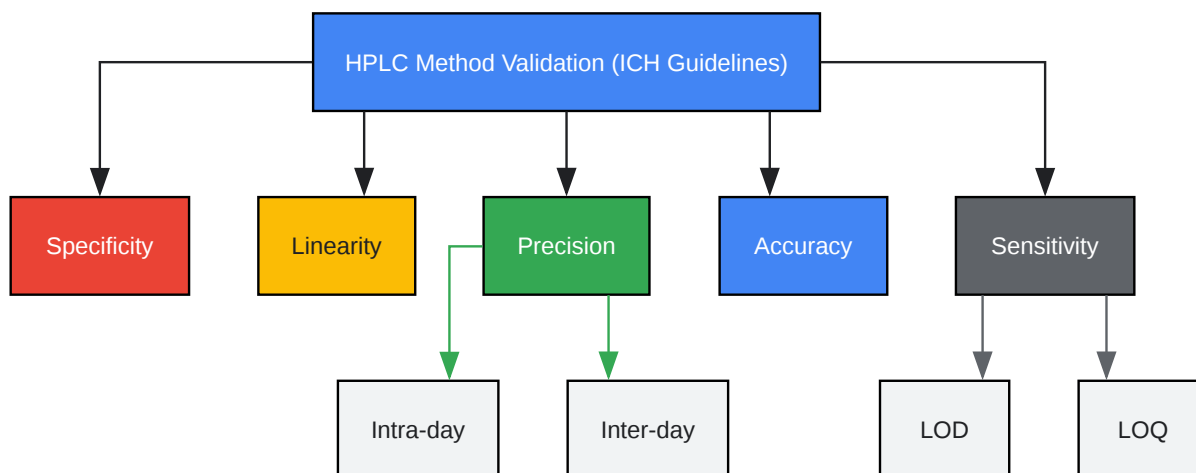 HPLC Method Validation (ICH Guidelines)
Specificity
Linearity
Precision
Accuracy
Sensitivity
Intra-day
Inter-day
LOD
LOQ